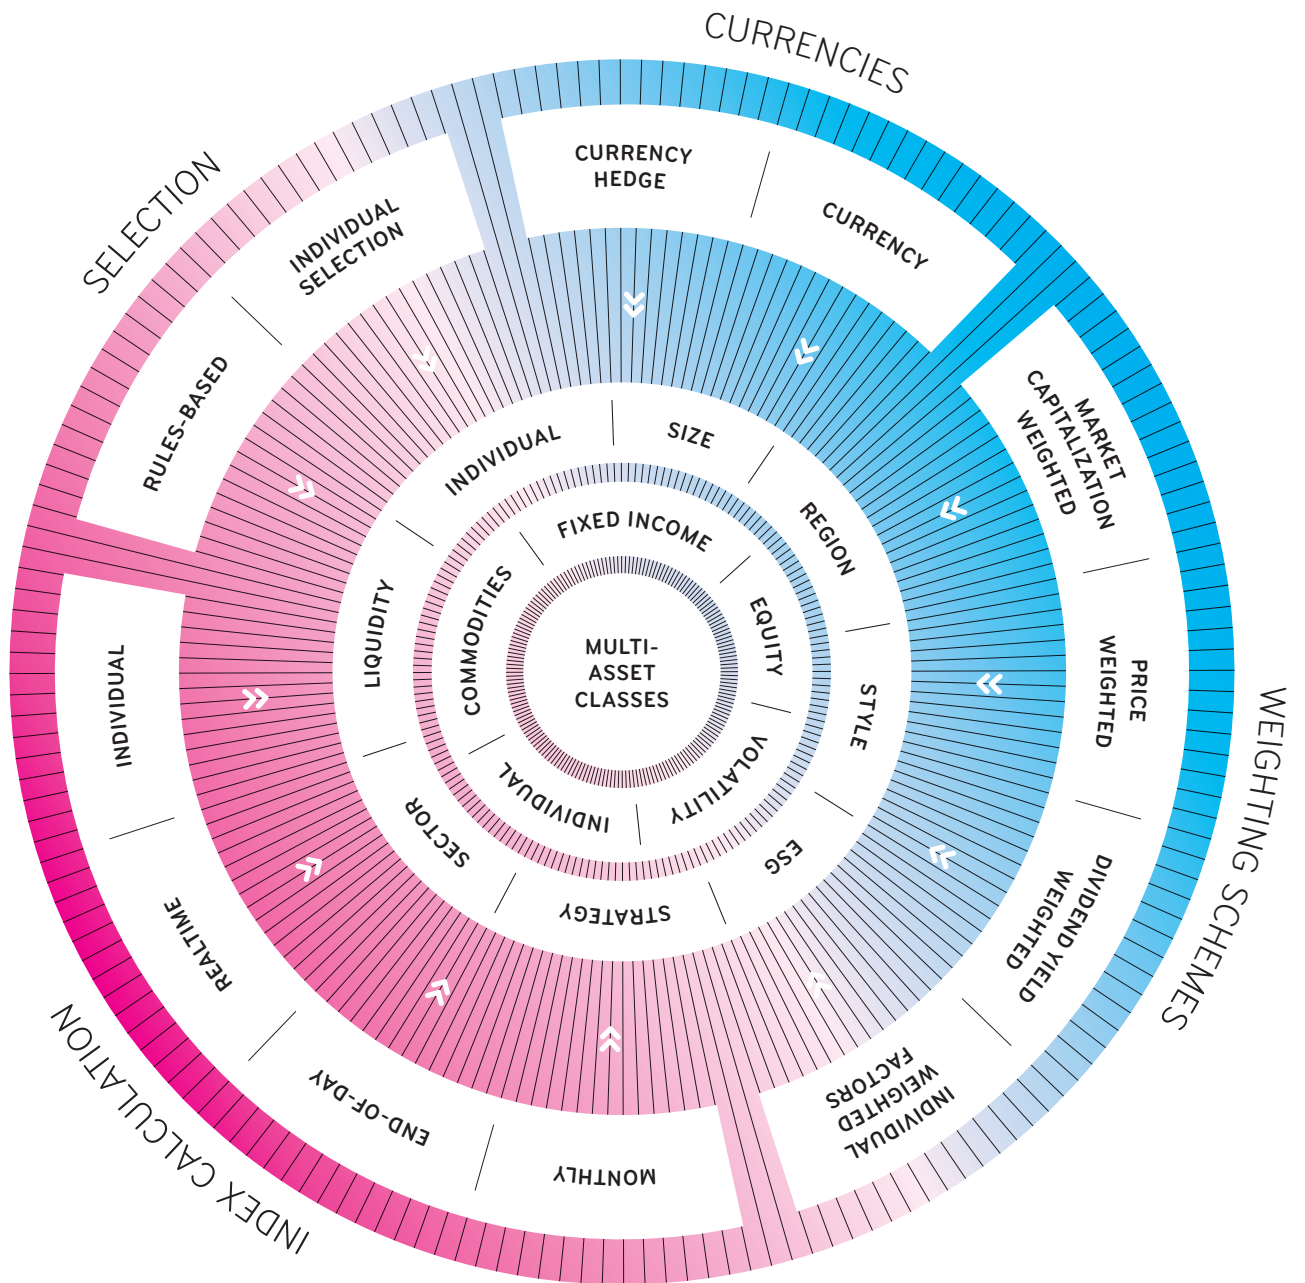 CURRENCIES
CURRENCY
HEDGE
CURRENCY
SELECTION
INDIVIDUAL
SELECTION
RULES-BASED
WEIGHTING SCHEMES
MARKET
CAPITALIZATION
WEIGHTED
PRICE
WEIGHTED
DIVIDEND YIELD
WEIGHTED
INDIVIDUAL
WEIGHTED
FACTORS
INDEX CALCULATION
MONTHLY
END-OF-DAY
REALTIME
INDIVIDUAL
INDIVIDUAL
SIZE
REGION
STYLE
ESG
STRATEGY
SECTOR
LIQUIDITY
FIXED INCOME
EQUITY
VOLATILITY
INDIVIDUAL
COMMODITIES
MULTI-
ASSET
CLASSES